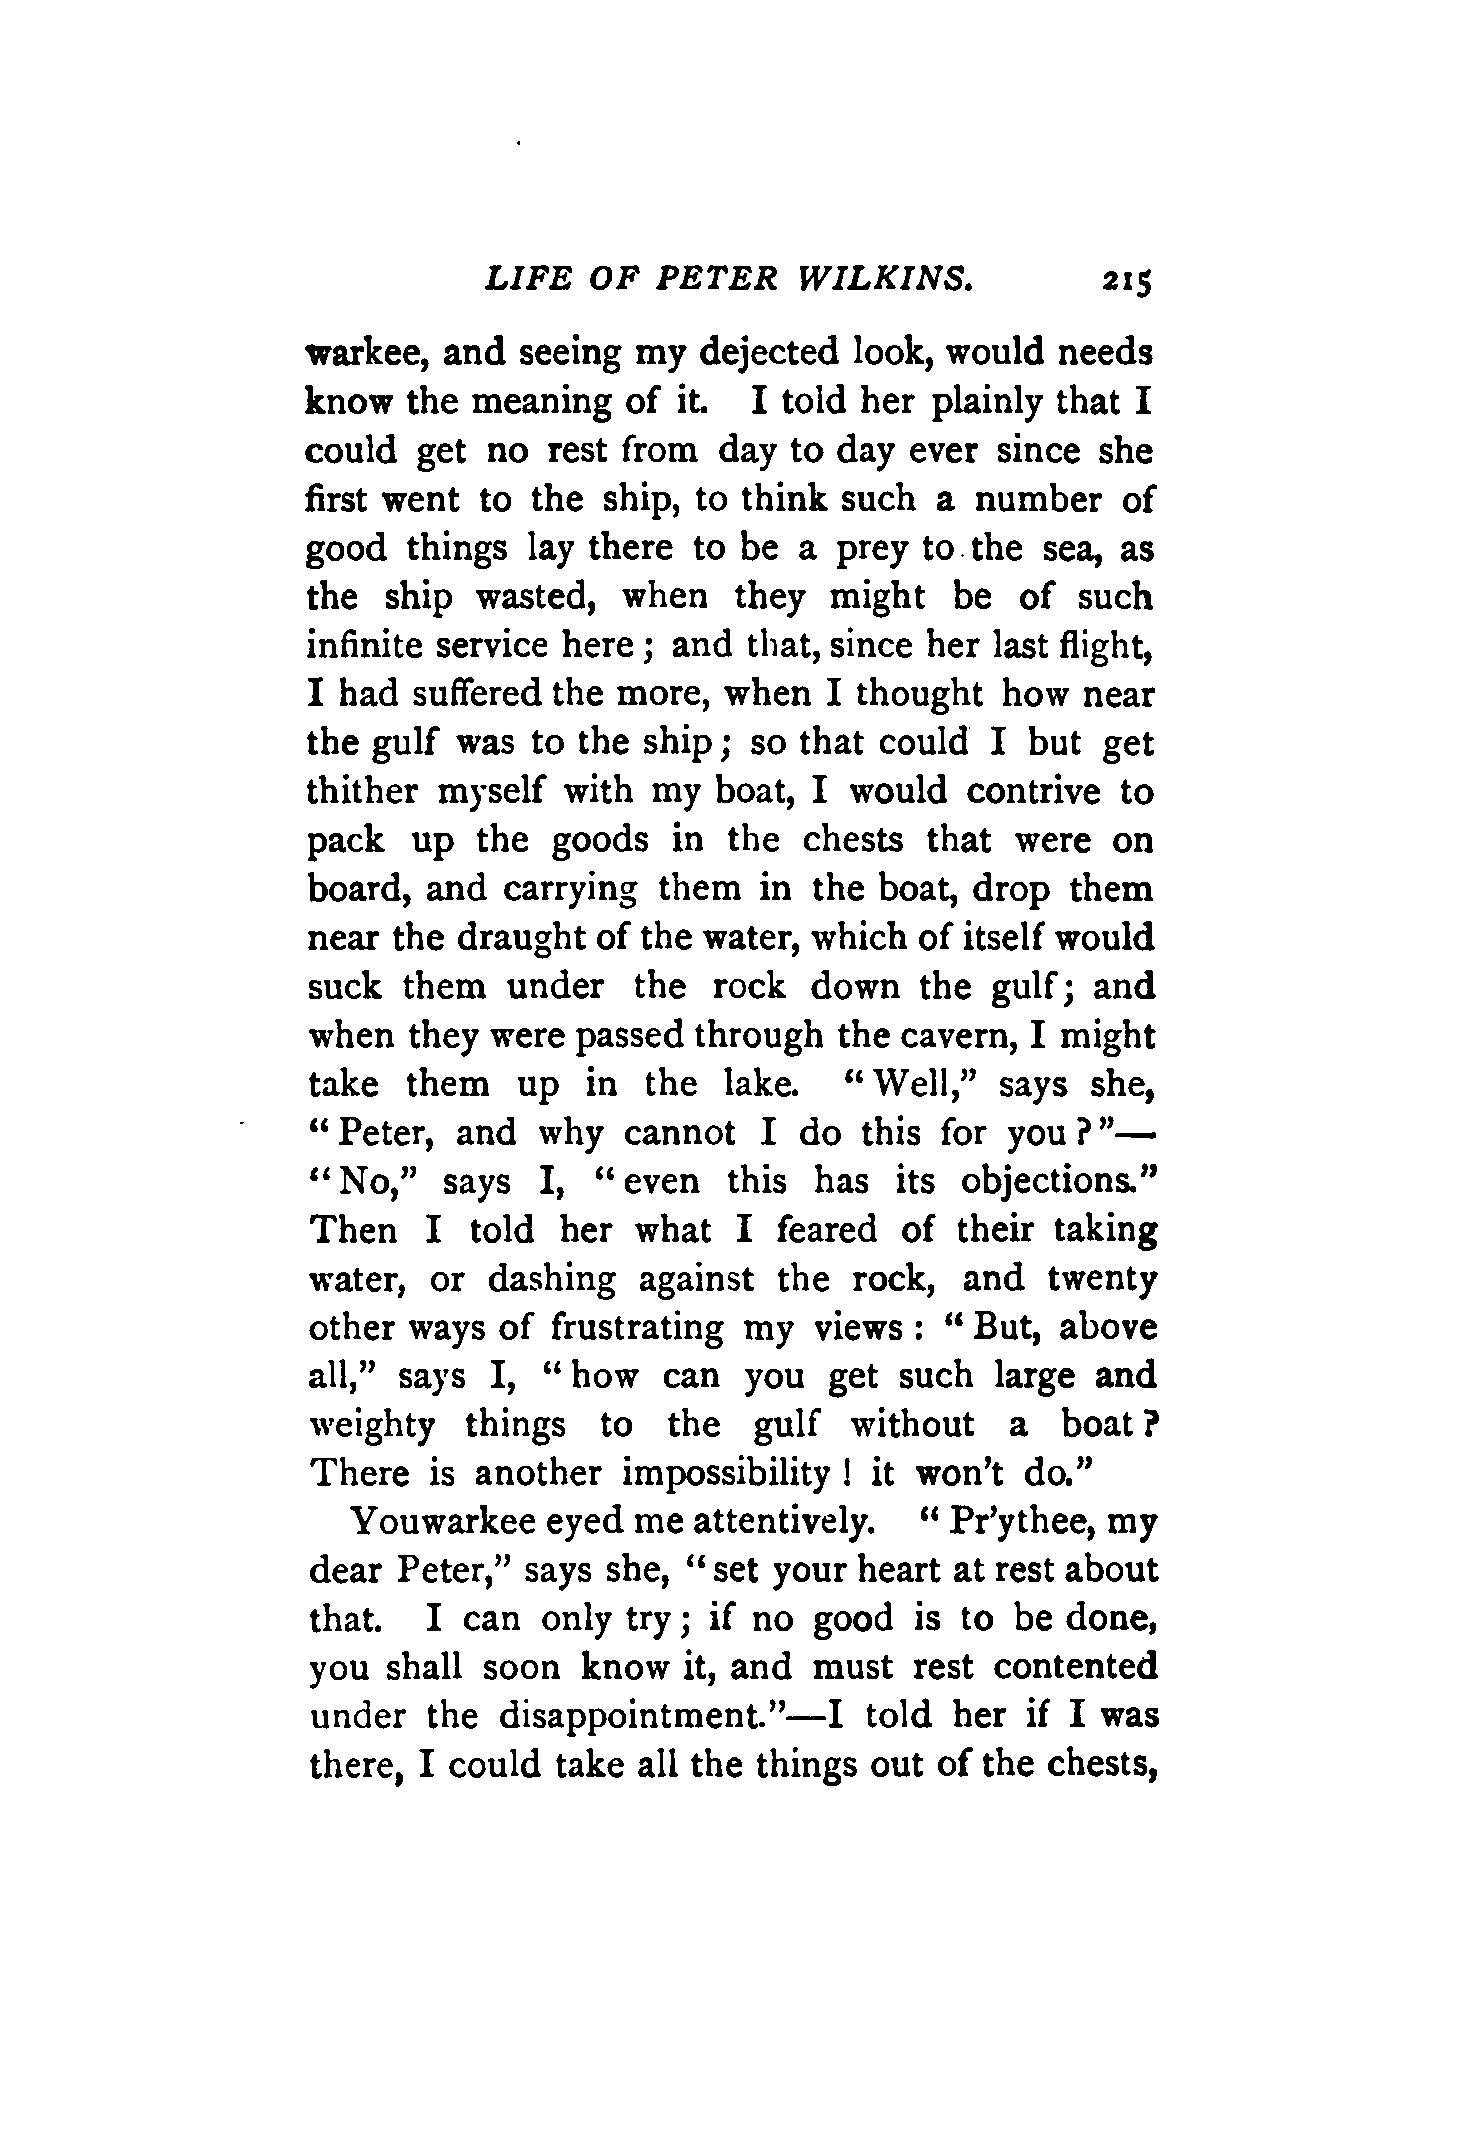 LIFE OF PETER WILKINS. 215
warkee, and seeing my dejected look, would needs
know the meaning of it. I told her plainly that I
could get no rest from day to day ever since she
first went to the ship, to think such a number of
good things lay there to be a prey to the sea, as
the ship wasted, when they might be of such
infinite service here ; and that, since her last flight,
I had suffered the more, when I thought how near
the gulf was to the ship ; so that could I but get
thither myself with my boat, I would contrive to
pack up the goods in the chests that were on
board, and carrying them in the boat, drop them
near the draught of the water, which of itself would
suck them under the rock down the gulf ; and
when they were passed through the cavern, I might
take them up in the lake. “ Well,” says she,
“ Peter, and why cannot I do this for you ? ”—
“ No,” says I, “ even this has its objections.”
Then I told her what I feared of their taking
water, or dashing against the rock, and twenty
other ways of frustrating my views : “ But, above
all,” says I, “ how can you get such large and
weighty things to the gulf without a boat ?
There is another impossibility ! it won’t do.”
Youwarkee eyed me attentively. “ Pr’ythee, my
dear Peter,” says she, “ set your heart at rest about
that. I can only try ; if no good is to be done,
you shall soon know it, and must rest contented
under the disappointment.”—I told her if I was
there, I could take all the things out of the chests,